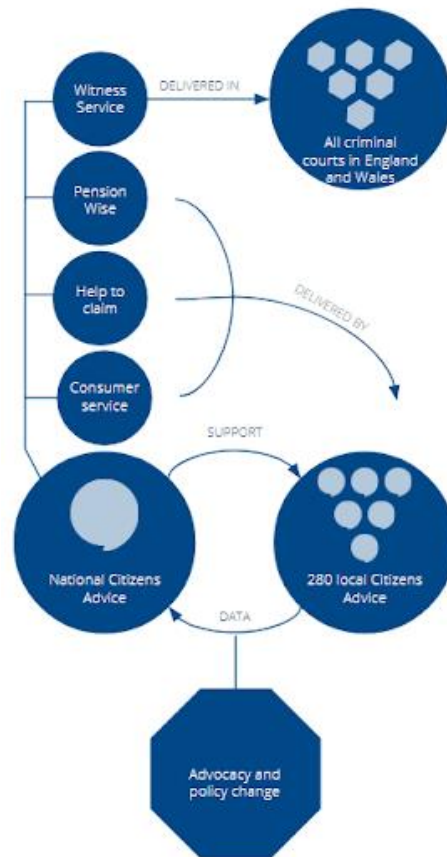 Witness
Service
DELIVERED IN
All criminal
courts in England
and Wales
Pension
Wise
Help to
claim
DELIVERED BY
Consumer
service
SUPPORT
National Citizens
Advice
280 local Citizens
Advice
DATA
Advocacy and
policy change